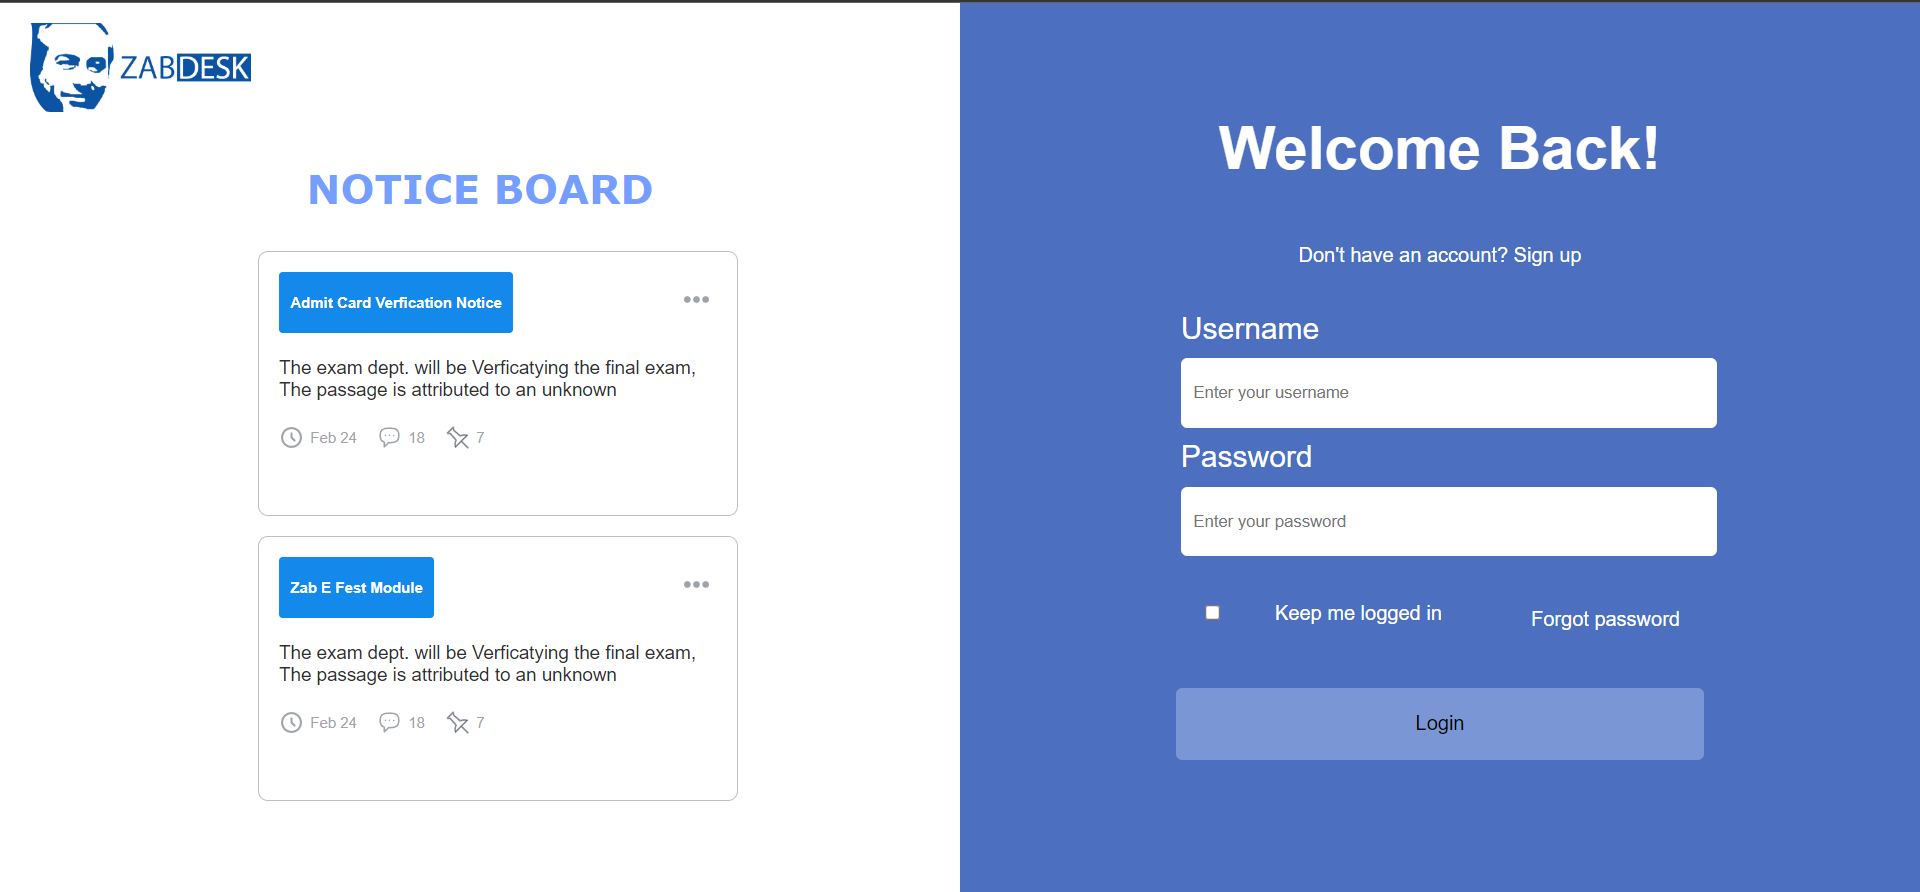 ZABDESK
NOTICE BOARD
Admit Card Verfication Notice
The exam dept. will be Verficatying the final exam,
The passage is attributed to an unknown
Feb 24 18 7
Zab E Fest Module
The exam dept. will be Verficatying the final exam,
The passage is attributed to an unknown
Feb 24 18 7
Welcome Back!
Don't have an account? Sign up
Username
Enter your username
Password
Enter your password
Keep me logged in
Forgot password
Login